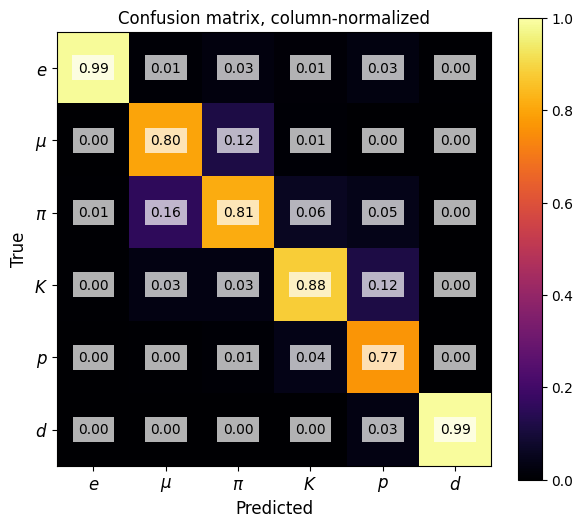 Confusion matrix, column-normalized
True
e 0.99 0.01 0.03 0.01 0.03 0.00
μ 0.00 0.80 0.12 0.01 0.00 0.00
π 0.01 0.16 0.81 0.06 0.05 0.00
K 0.00 0.03 0.03 0.88 0.12 0.00
p 0.00 0.00 0.01 0.04 0.77 0.00
d 0.00 0.00 0.00 0.00 0.03 0.99
e μ π K p d
Predicted
1.0
0.8
0.6
0.4
0.2
0.0